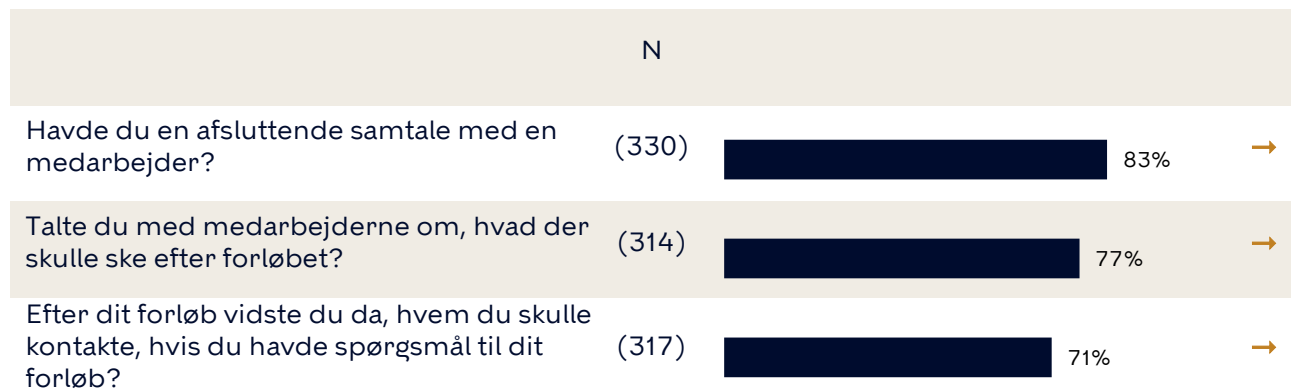 N
Havde du en afsluttende samtale med en
medarbejder?
(330)
83%
→
Talte du med medarbejderne om, hvad der
skulle ske efter forløbet?
(314)
77%
→
Efter dit forløb vidste du da, hvem du skulle
kontakte, hvis du havde spørgsmål til dit
forløb?
(317)
71%
→